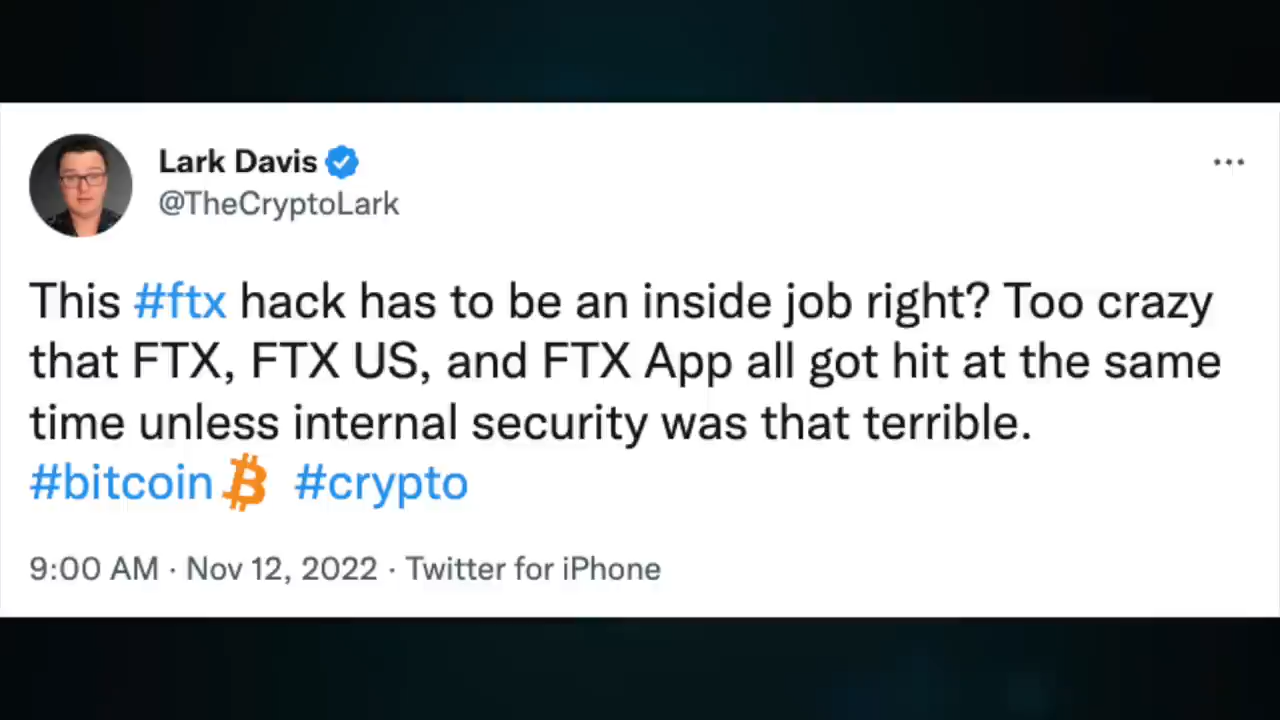 Lark Davis
@TheCryptoLark
This #ftx hack has to be an inside job right? Too crazy
that FTX, FTX US, and FTX App all got hit at the same
time unless internal security was that terrible.
#bitcoin #crypto
9:00 AM · Nov 12, 2022 · Twitter for iPhone